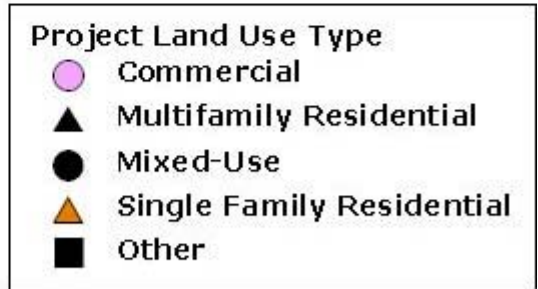 Project Land Use Type
Commercial
Multifamily Residential
Mixed-Use
Single Family Residential
Other